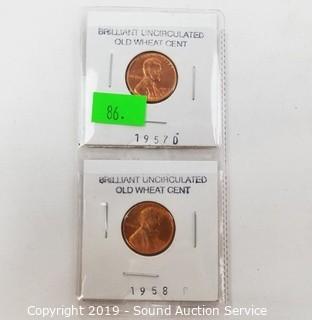 BRILLIANT UNCIRCULATED
OLD WHEAT CENT
86.
1957 D
BRILLIANT UNCIRCULATED
OLD WHEAT CENT
1958
Copyright 2019 - Sound Auction Service